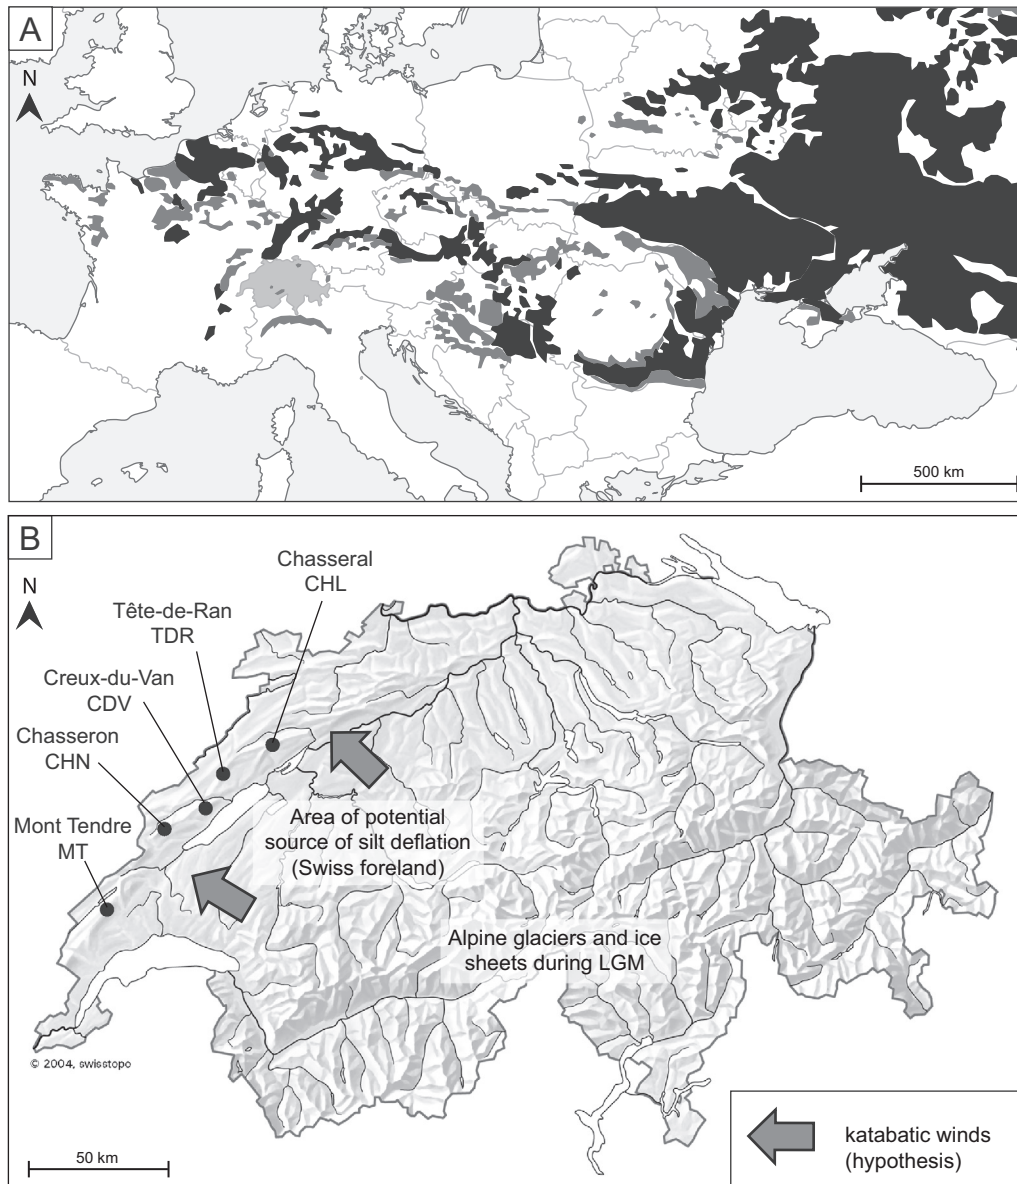 A
N
500 km
B
N
Chasseral
CHL
Tête-de-Ran
TDR
Creux-du-Van
CDV
Chasseron
CHN
Mont Tendre
MT
Area of potential
source of silt deflation
(Swiss foreland)
Alpine glaciers and ice
sheets during LGM
© 2004, swisstopo
50 km
katabatic winds
(hypothesis)